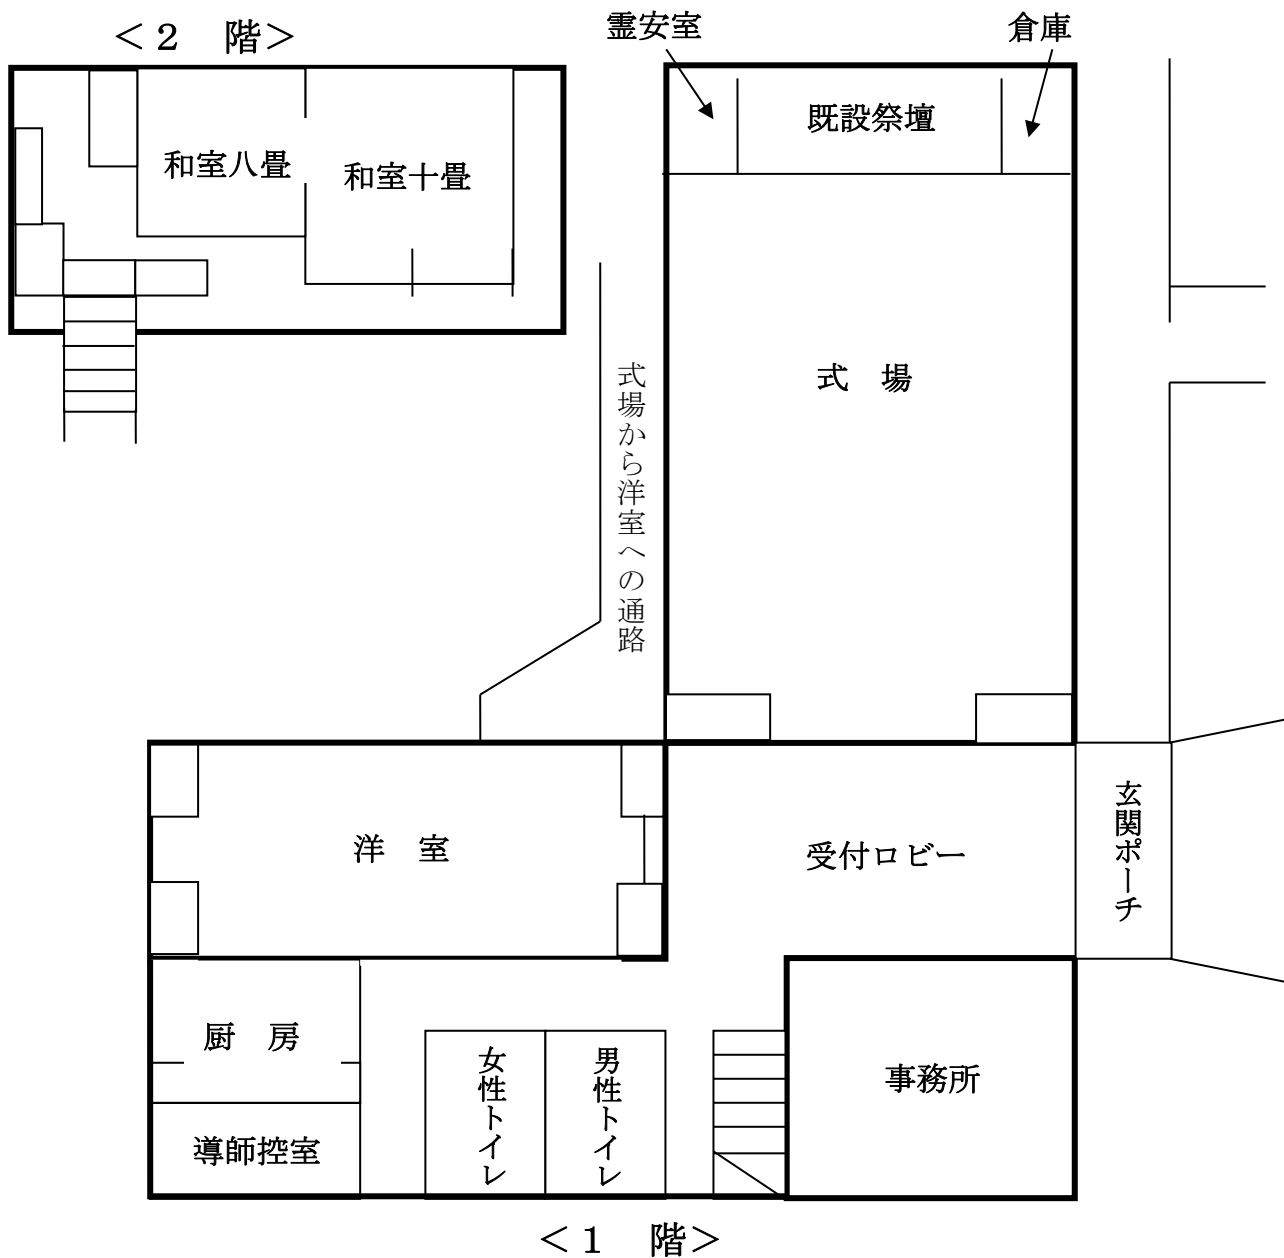 ＜２　階＞
霊安室
倉庫
既設祭壇
和室八畳
和室十畳
式　場
式場から洋室への通路
洋　室
受付ロビー
玄関ポーチ
厨　房
女性トイレ
男性トイレ
事務所
導師控室
＜１　階＞